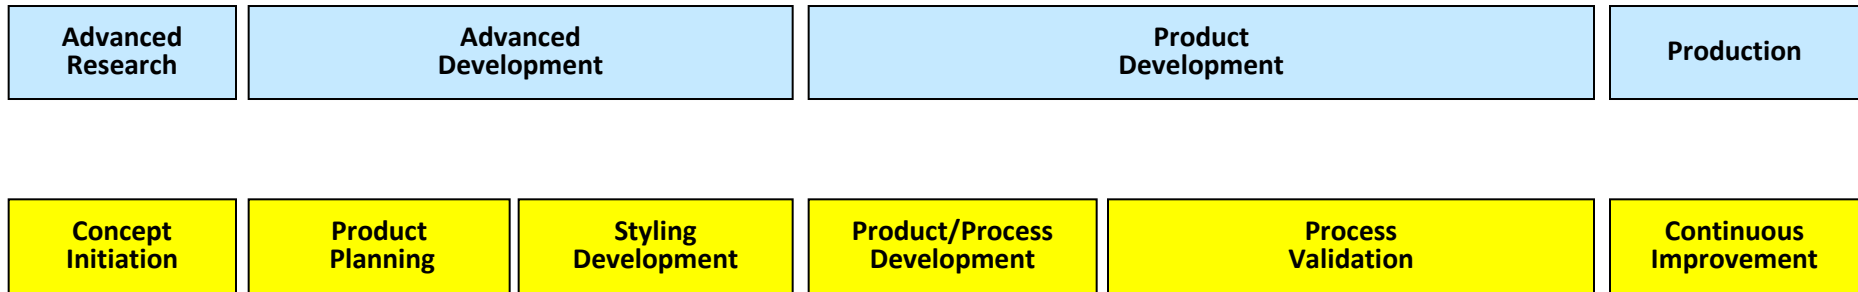 Advanced
Research
Advanced
Development
Product
Development
Production
Concept
Initiation
Product
Planning
Styling
Development
Product/Process
Development
Process
Validation
Continuous
Improvement